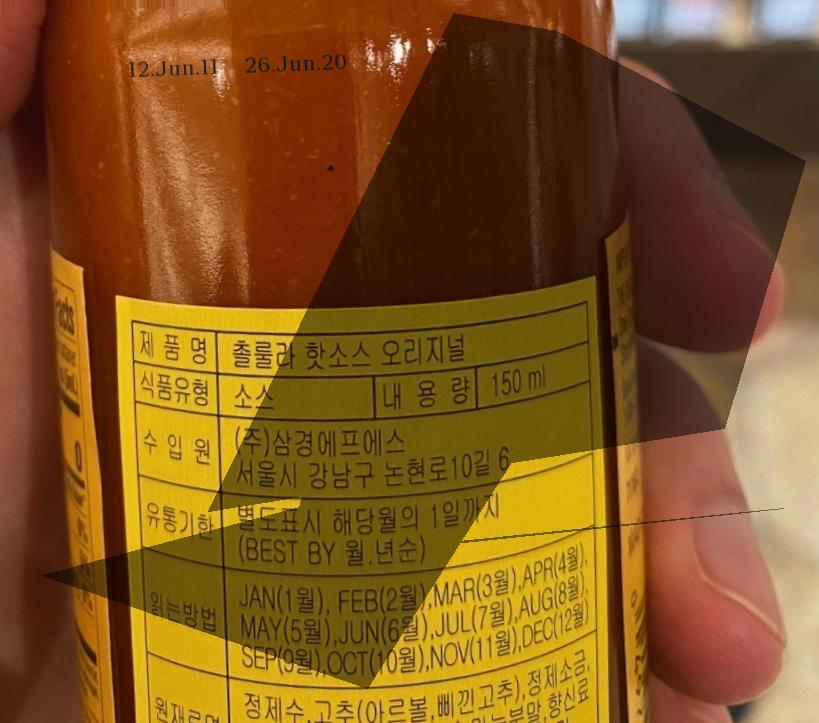 12.Jun.11 26.Jun.20
acts
제 품 명 촐룰라 핫소스 오리지널
식품유형 소스 내 용 량 150 ml
수 입 원 (주)삼경에프에스
서울시 강남구 논현로10길 6
유통기한 별도표시 해당월의 1일까지
(BEST BY 월.년순)
읽는방법 JAN(1월), FEB(2월),MAR(3월),APR(4월),
MAY(5월),JUN(6월),JUL(7월),AUG(8월),
SEP(9월),OCT(10월),NOV(11월),DEC(12월)
원재료명 정제수,고추(아르볼,삐낀고추),정제소금,
향신료